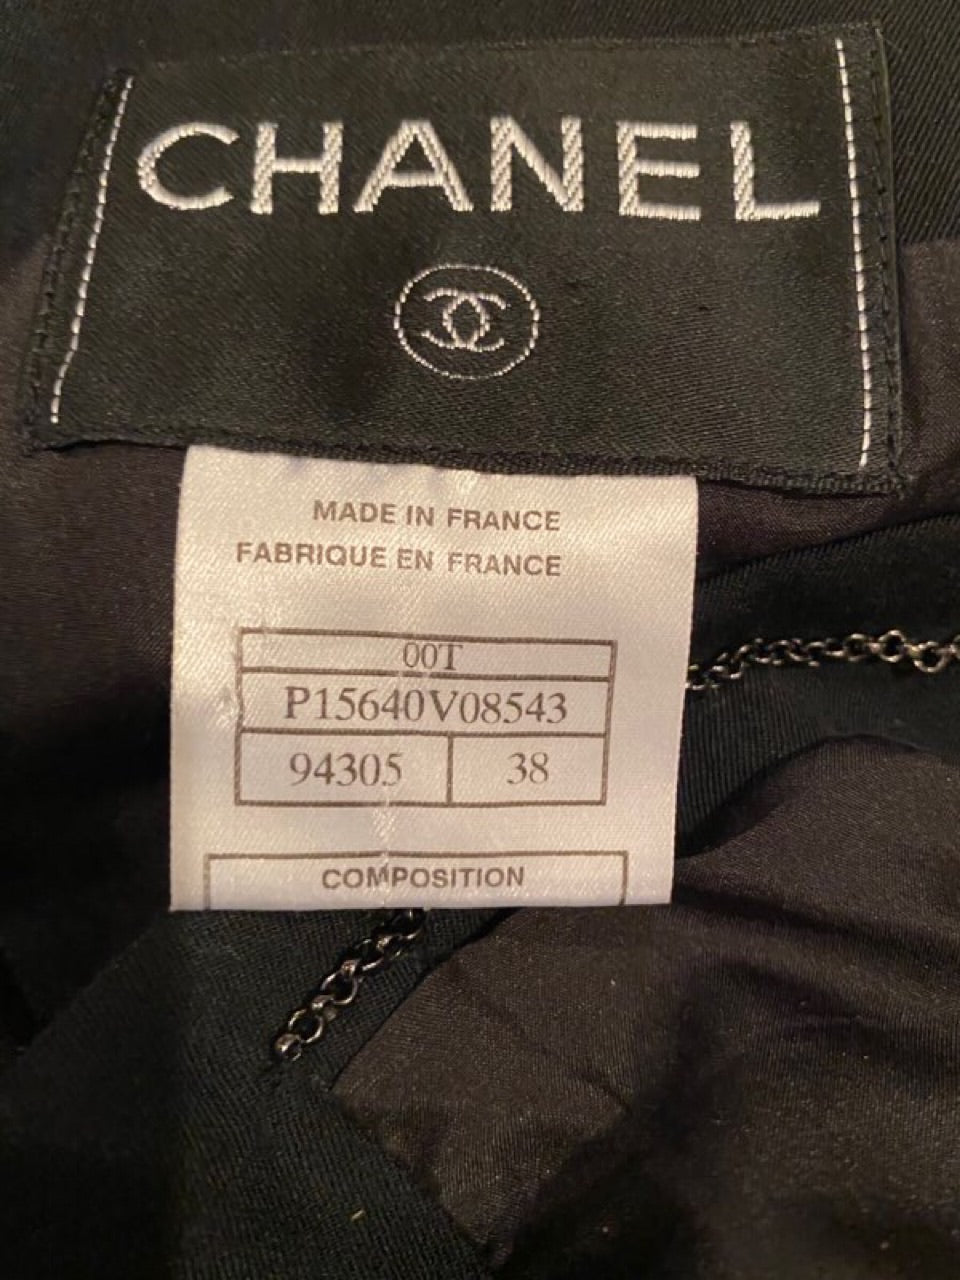 CHANEL
MADE IN FRANCE
FABRIQUE EN FRANCE
00T
P15640V08543
94305 38
COMPOSITION